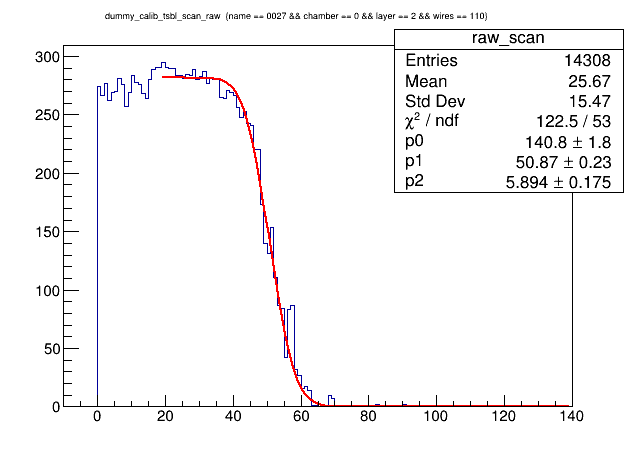 dummy_calib_tsbl_scan_raw (name == 0027 && chamber == 0 && layer == 2 && wires == 110)
raw_scan
Entries 14308
Mean 25.67
Std Dev 15.47
χ² / ndf 122.5 / 53
p0 140.8 ± 1.8
p1 50.87 ± 0.23
p2 5.894 ± 0.175
300
250
200
150
100
50
0
0 20 40 60 80 100 120 140